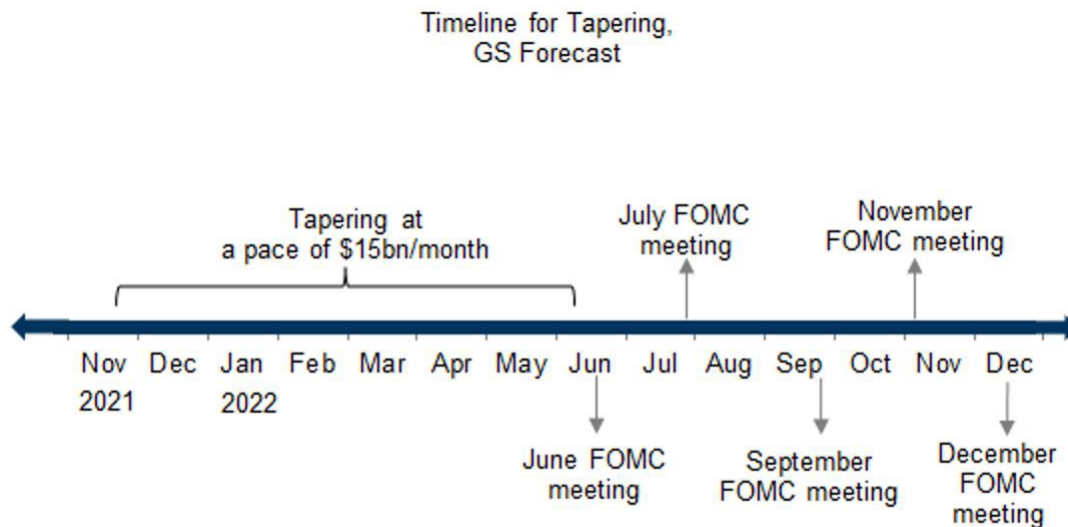 Timeline for Tapering,
GS Forecast
Tapering at
a pace of $15bn/month
July FOMC
meeting
November
FOMC meeting
Nov Dec Jan Feb Mar Apr May Jun Jul Aug Sep Oct Nov Dec
2021 2022
June FOMC
meeting
September
FOMC meeting
December
FOMC
meeting